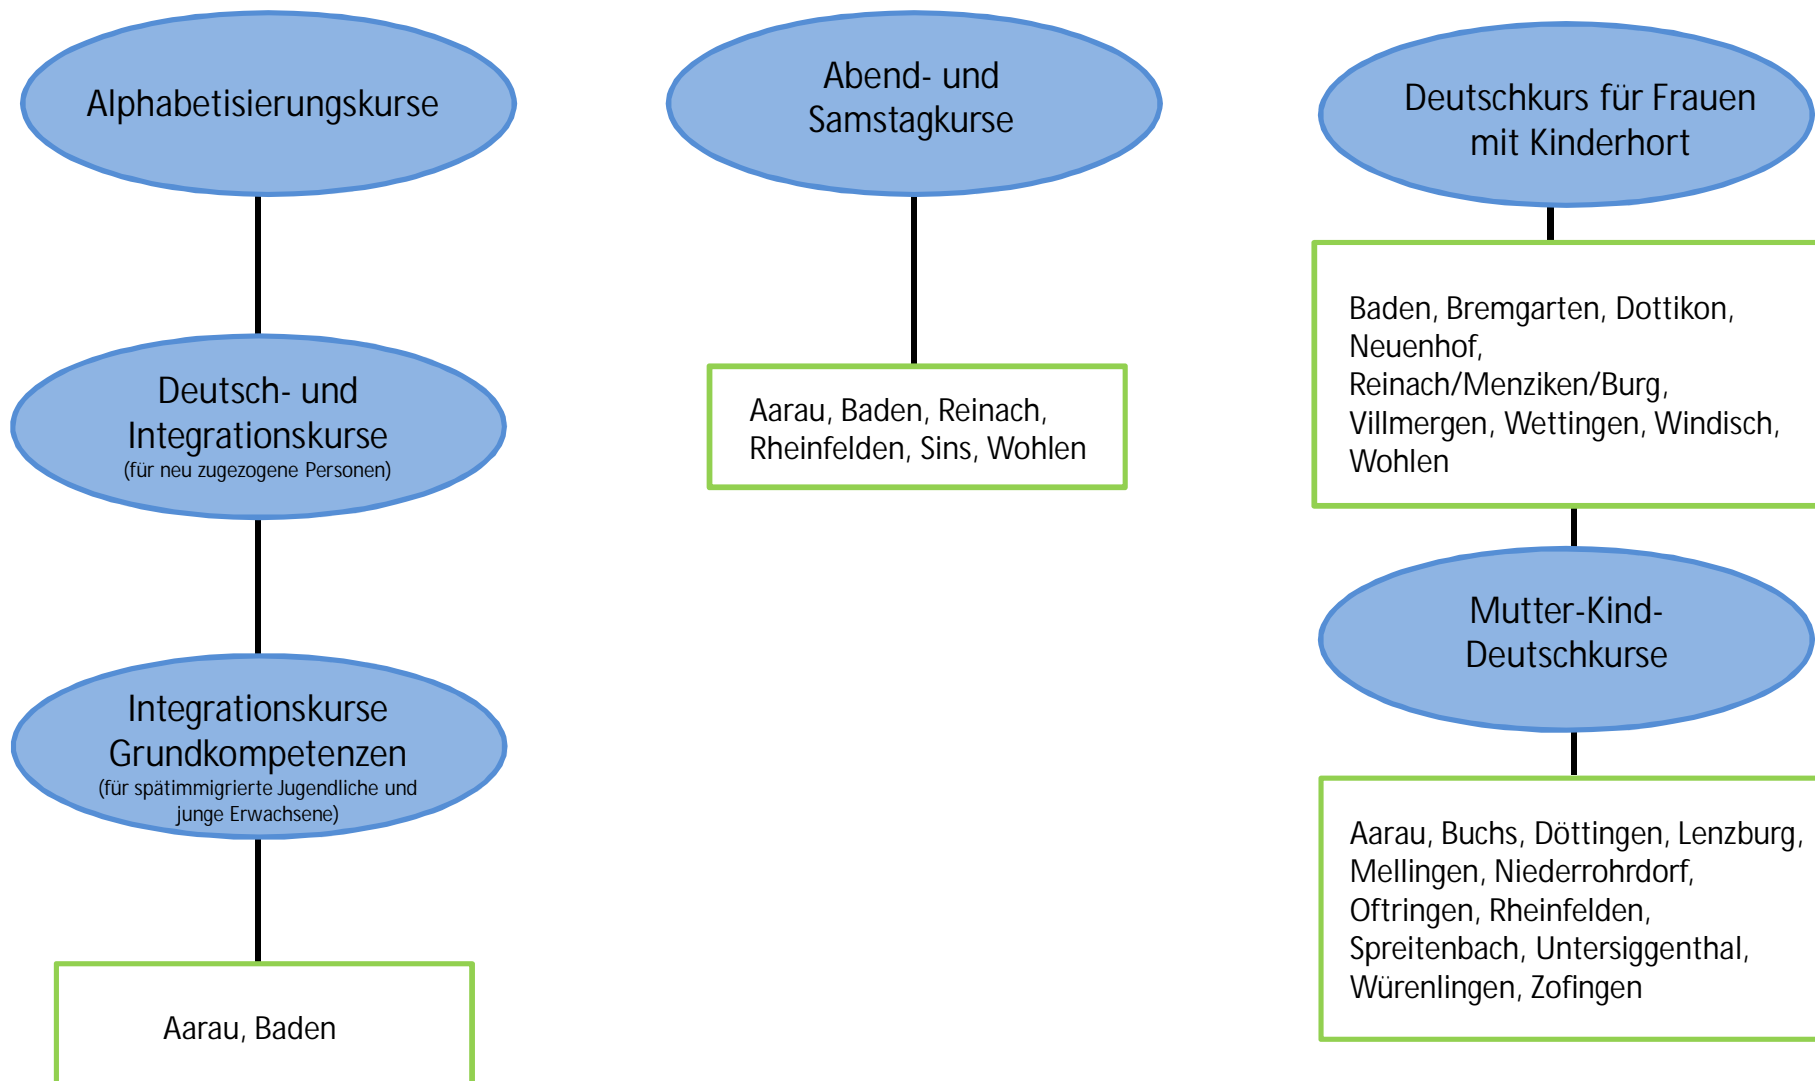 Alphabetisierungskurse
Deutsch- und
Integrationskurse
(für neu zugezogene Personen)
Integrationskurse
Grundkompetenzen
(für spätimmigrierte Jugendliche und
junge Erwachsene)
Aarau, Baden
Abend- und
Samstagkurse
Aarau, Baden, Reinach,
Rheinfelden, Sins, Wohlen
Deutschkurs für Frauen
mit Kinderhort
Baden, Bremgarten, Dottikon,
Neuenhof,
Reinach/Menziken/Burg,
Villmergen, Wettingen, Windisch,
Wohlen
Mutter-Kind-
Deutschkurse
Aarau, Buchs, Döttingen, Lenzburg,
Mellingen, Niederrohrdorf,
Oftringen, Rheinfelden,
Spreitenbach, Untersiggenthal,
Würenlingen, Zofingen